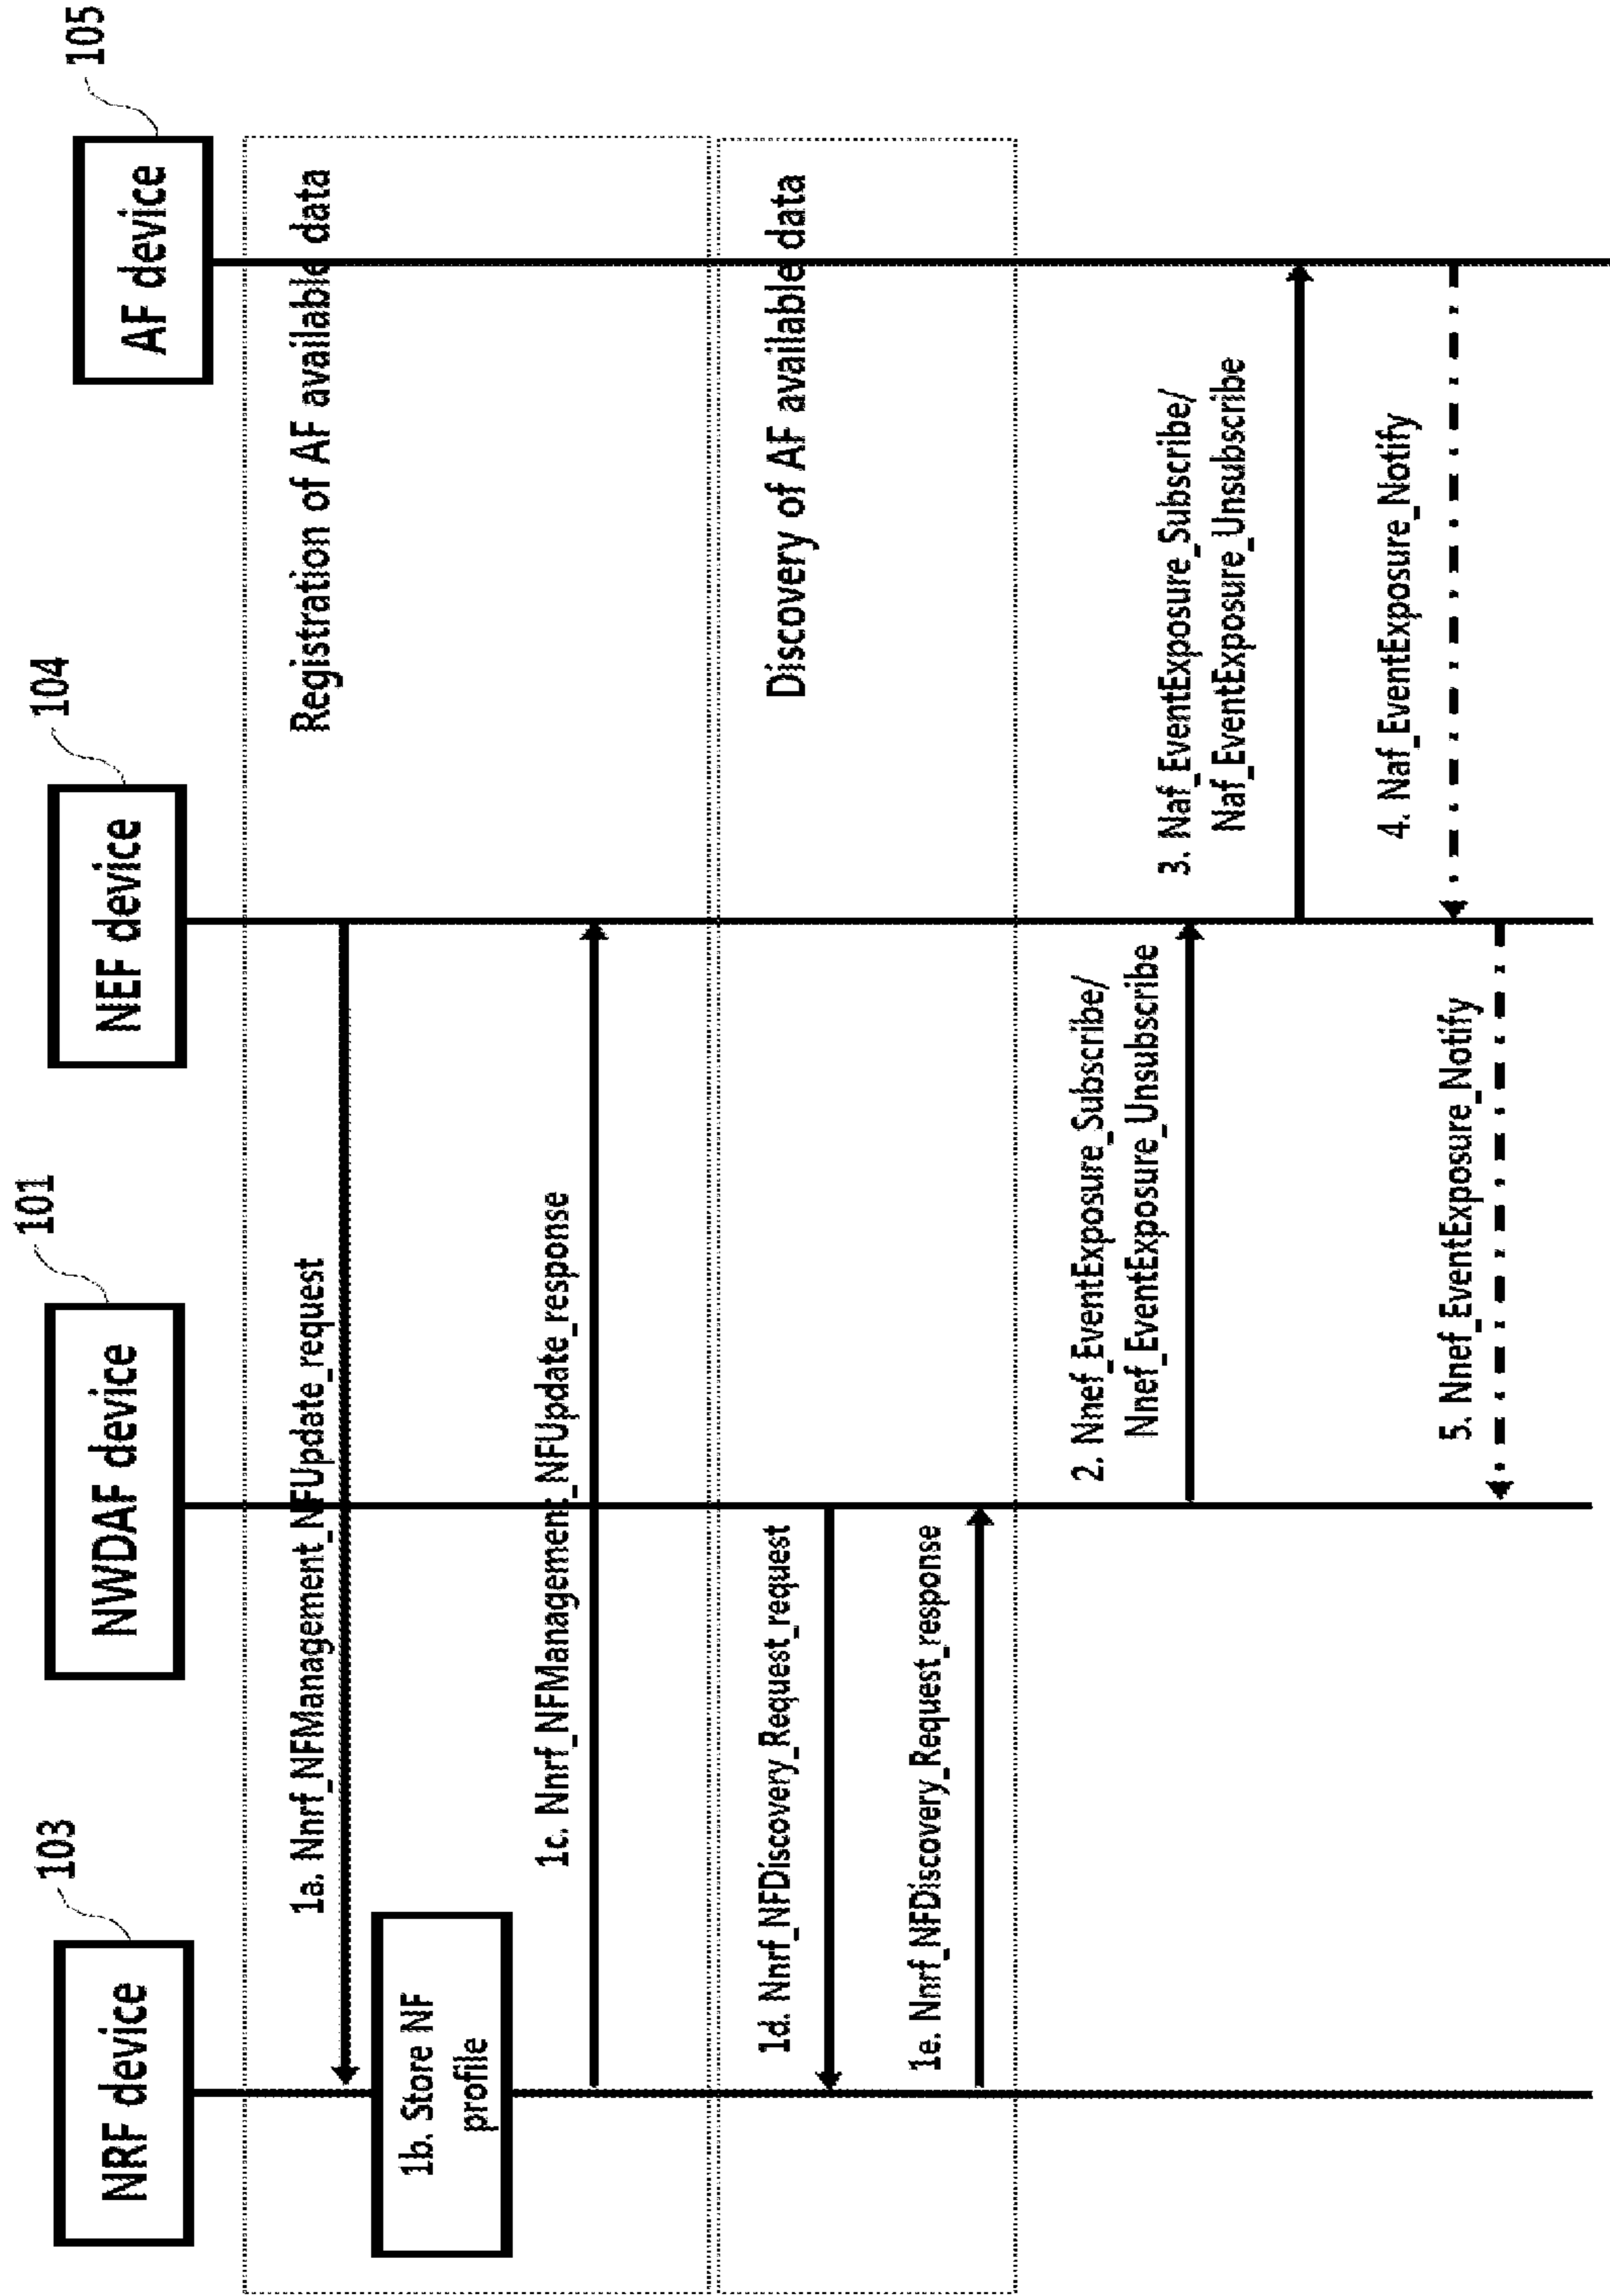 103
101
104
105
NRF device
NWDAF device
NEF device
AF device
Registration of AF available data
1a. Nnrf_NFManagement_NFUpdate_request
1b. Store NF
profile
1c. Nnrf_NFManagement_NFUpdate_response
Discovery of AF available data
1d. Nnrf_NFDiscovery_Request_request
1e. Nnrf_NFDiscovery_Request_response
2. Nnef_EventExposure_Subscribe/
Nnef_EventExposure_Unsubscribe
3. Naf_EventExposure_Subscribe/
Naf_EventExposure_Unsubscribe
4. Naf_EventExposure_Notify
5. Nnef_EventExposure_Notify